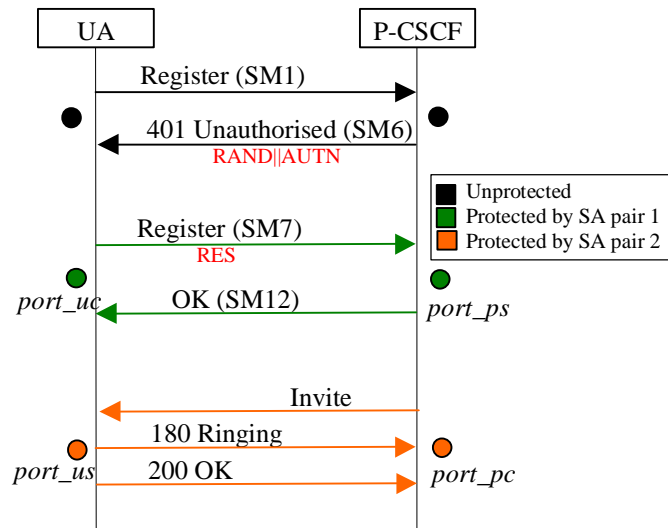 UA
P-CSCF
Register (SM1)
401 Unauthorised (SM6)
RAND||AUTN
Unprotected
Protected by SA pair 1
Protected by SA pair 2
Register (SM7)
RES
port_uc
OK (SM12)
port_ps
Invite
180 Ringing
port_us
200 OK
port_pc